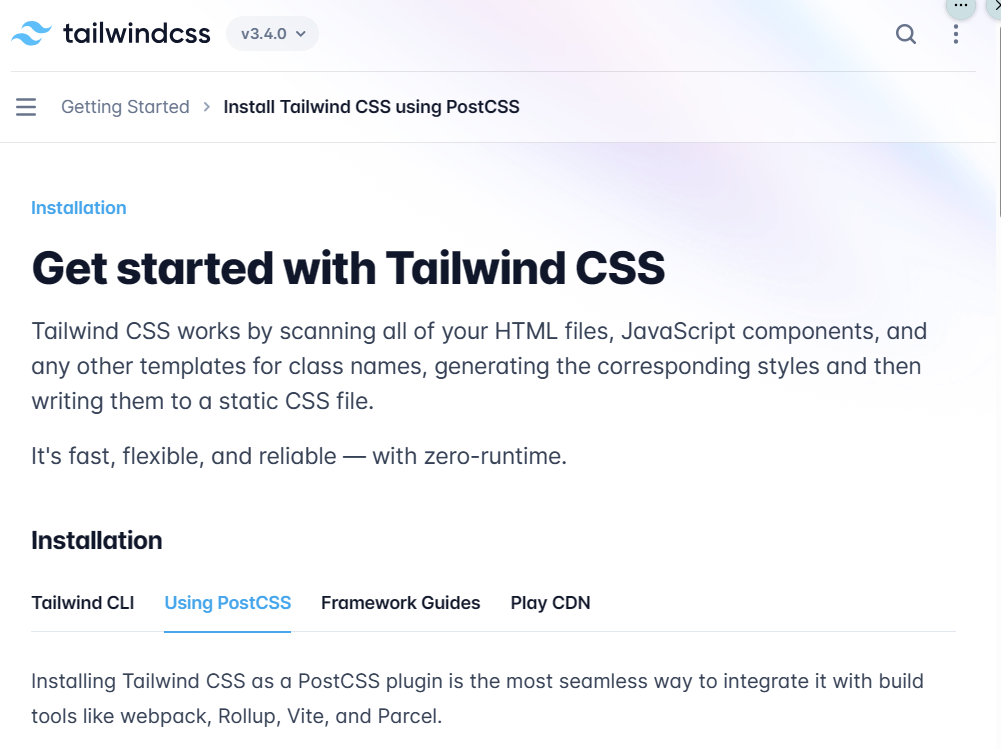 tailwindcss v3.4.0
Getting Started Install Tailwind CSS using PostCSS
Installation
Get started with Tailwind CSS
Tailwind CSS works by scanning all of your HTML files, JavaScript components, and
any other templates for class names, generating the corresponding styles and then
writing them to a static CSS file.
It's fast, flexible, and reliable — with zero-runtime.
Installation
Tailwind CLI Using PostCSS Framework Guides Play CDN
Installing Tailwind CSS as a PostCSS plugin is the most seamless way to integrate it with build
tools like webpack, Rollup, Vite, and Parcel.